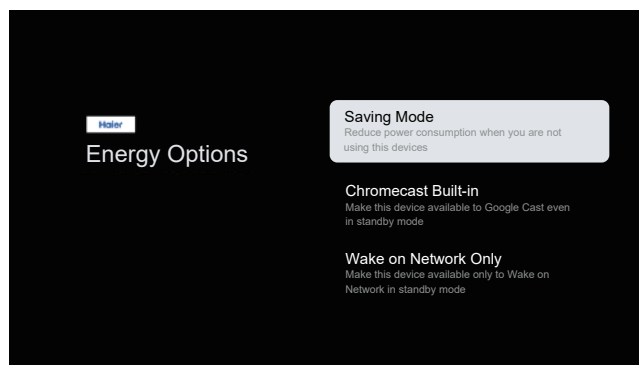 Haier
Energy Options
Saving Mode
Reduce power consumption when you are not
using this devices
Chromecast Built-in
Make this device available to Google Cast even
in standby mode
Wake on Network Only
Make this device available only to Wake on
Network in standby mode